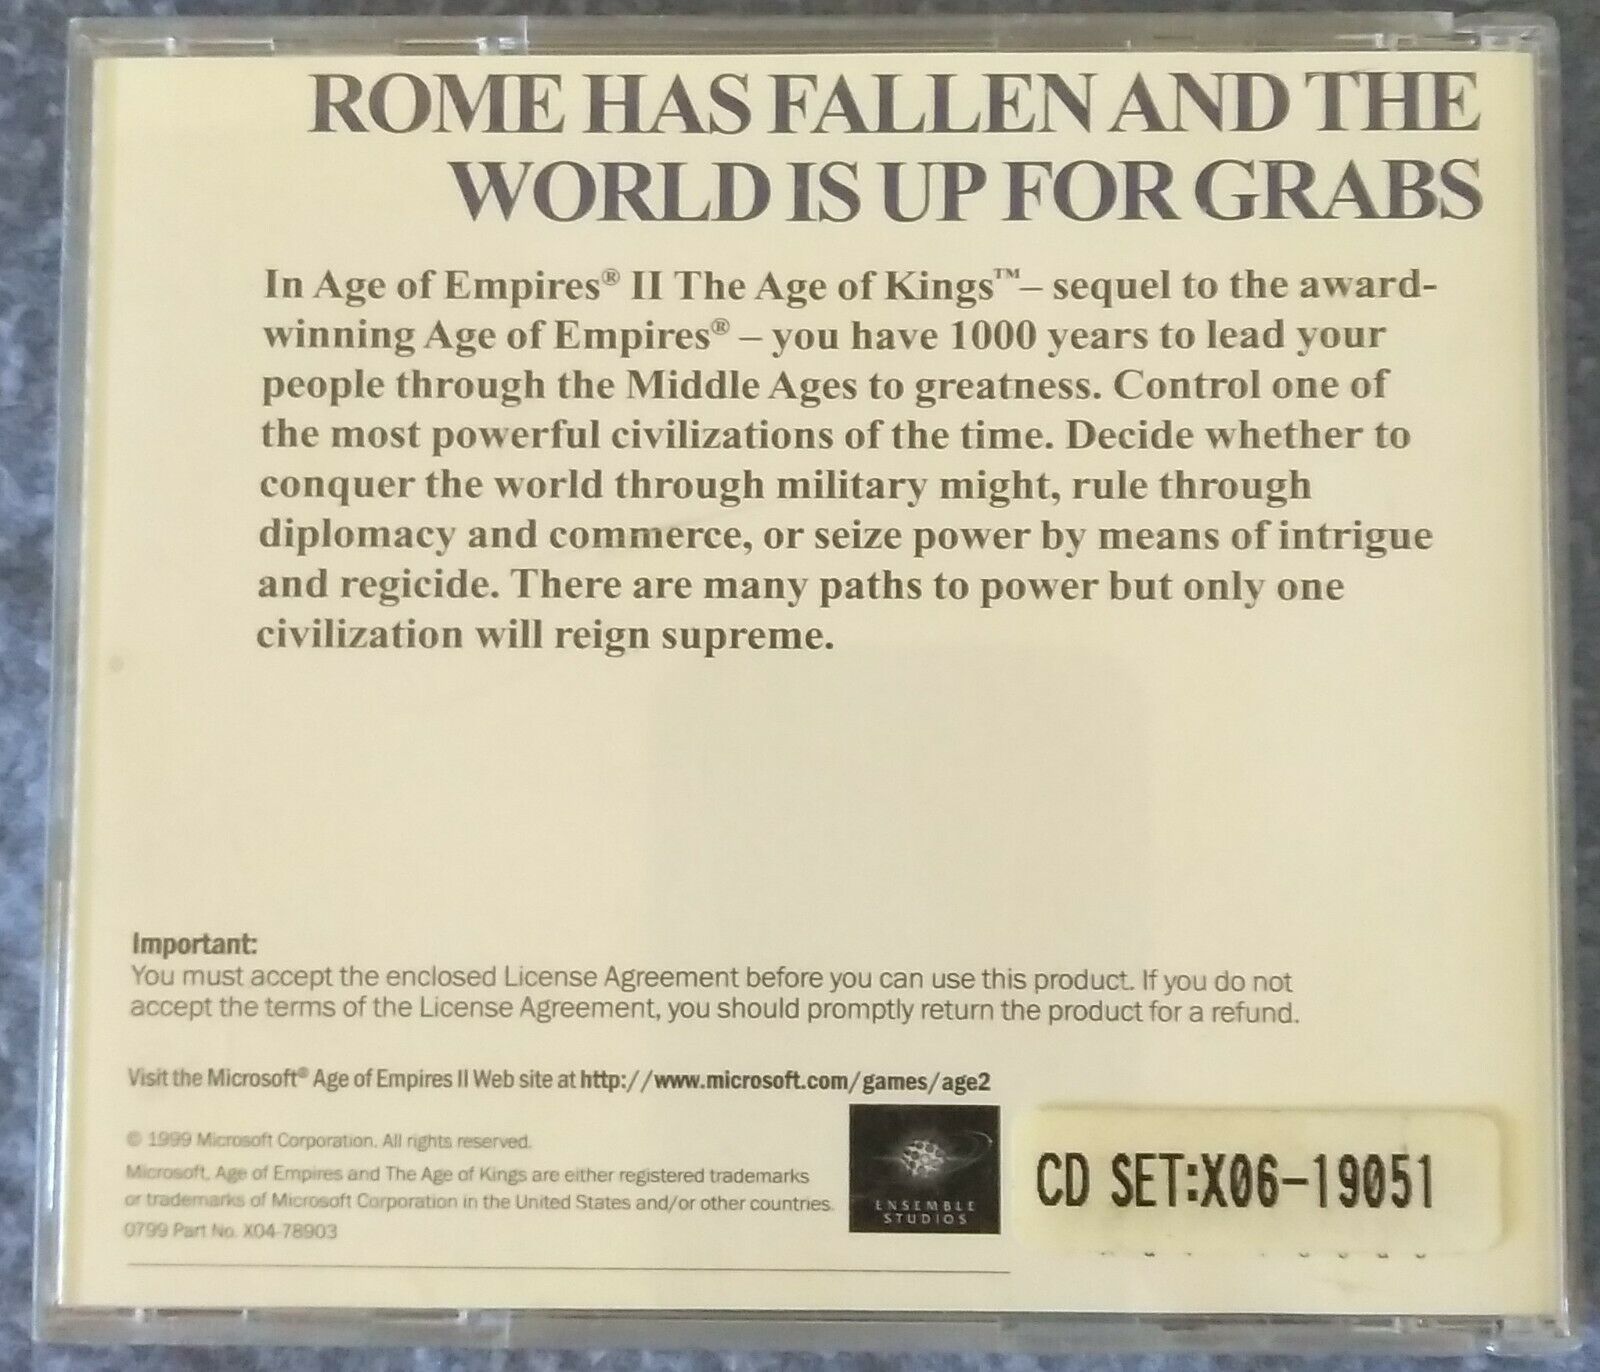 ROME HAS FALLEN AND THE
WORLD IS UP FOR GRABS
In Age of Empires® II The Age of Kings™– sequel to the award-
winning Age of Empires® – you have 1000 years to lead your
people through the Middle Ages to greatness. Control one of
the most powerful civilizations of the time. Decide whether to
conquer the world through military might, rule through
diplomacy and commerce, or seize power by means of intrigue
and regicide. There are many paths to power but only one
civilization will reign supreme.
Important:
You must accept the enclosed License Agreement before you can use this product. If you do not
accept the terms of the License Agreement, you should promptly return the product for a refund.
Visit the Microsoft® Age of Empires II Web site at http://www.microsoft.com/games/age2
© 1999 Microsoft Corporation. All rights reserved.
Microsoft, Age of Empires and The Age of Kings are either registered trademarks
or trademarks of Microsoft Corporation in the United States and/or other countries.
0799 Part No. X04-78903
ENSEMBLE
STUDIOS
CD SET:X06-19051